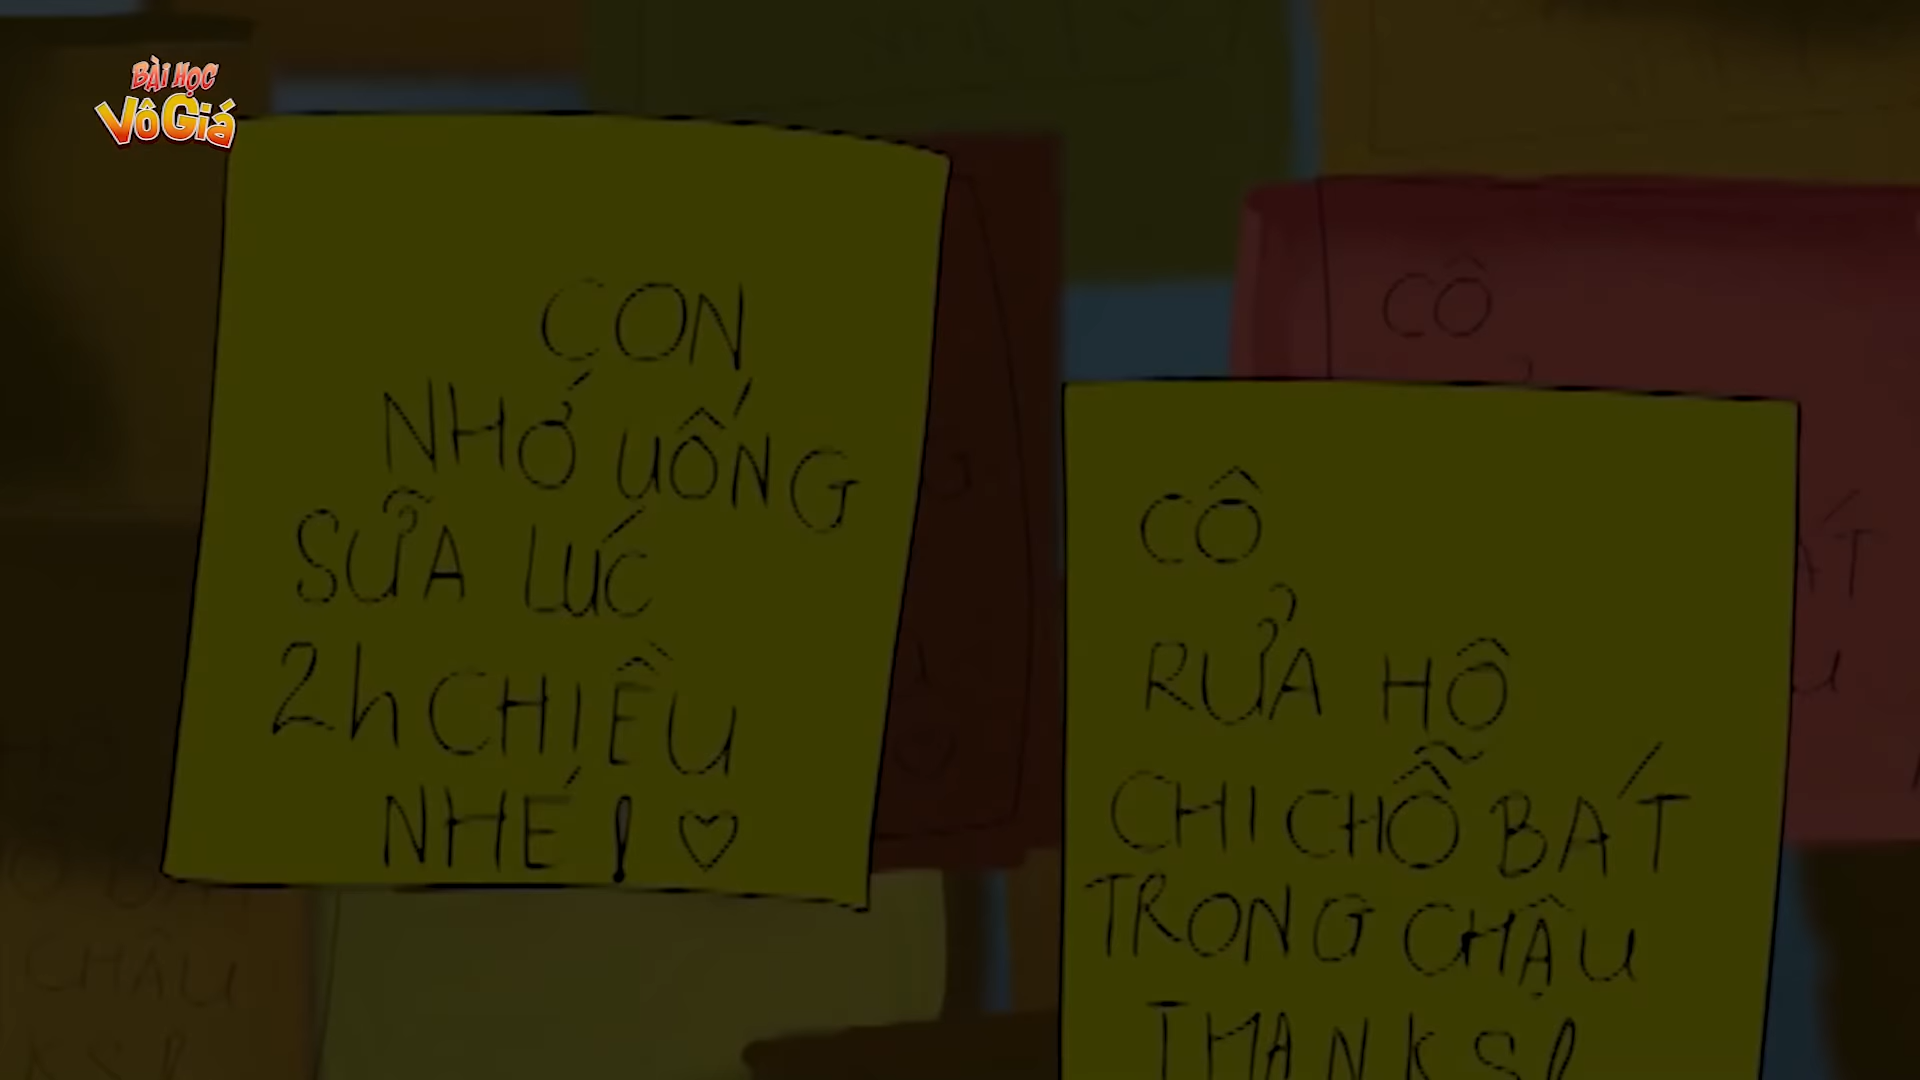 BÀI HỌC
VÔ GIÁ
CON
NHỚ UỐNG
SỮA LÚC
2h CHIỀU
NHÉ! ♡
CÔ
CÔ
RỬA HỘ
CHI CHỖ BÁT
TRONG CHẬU
THANKS!